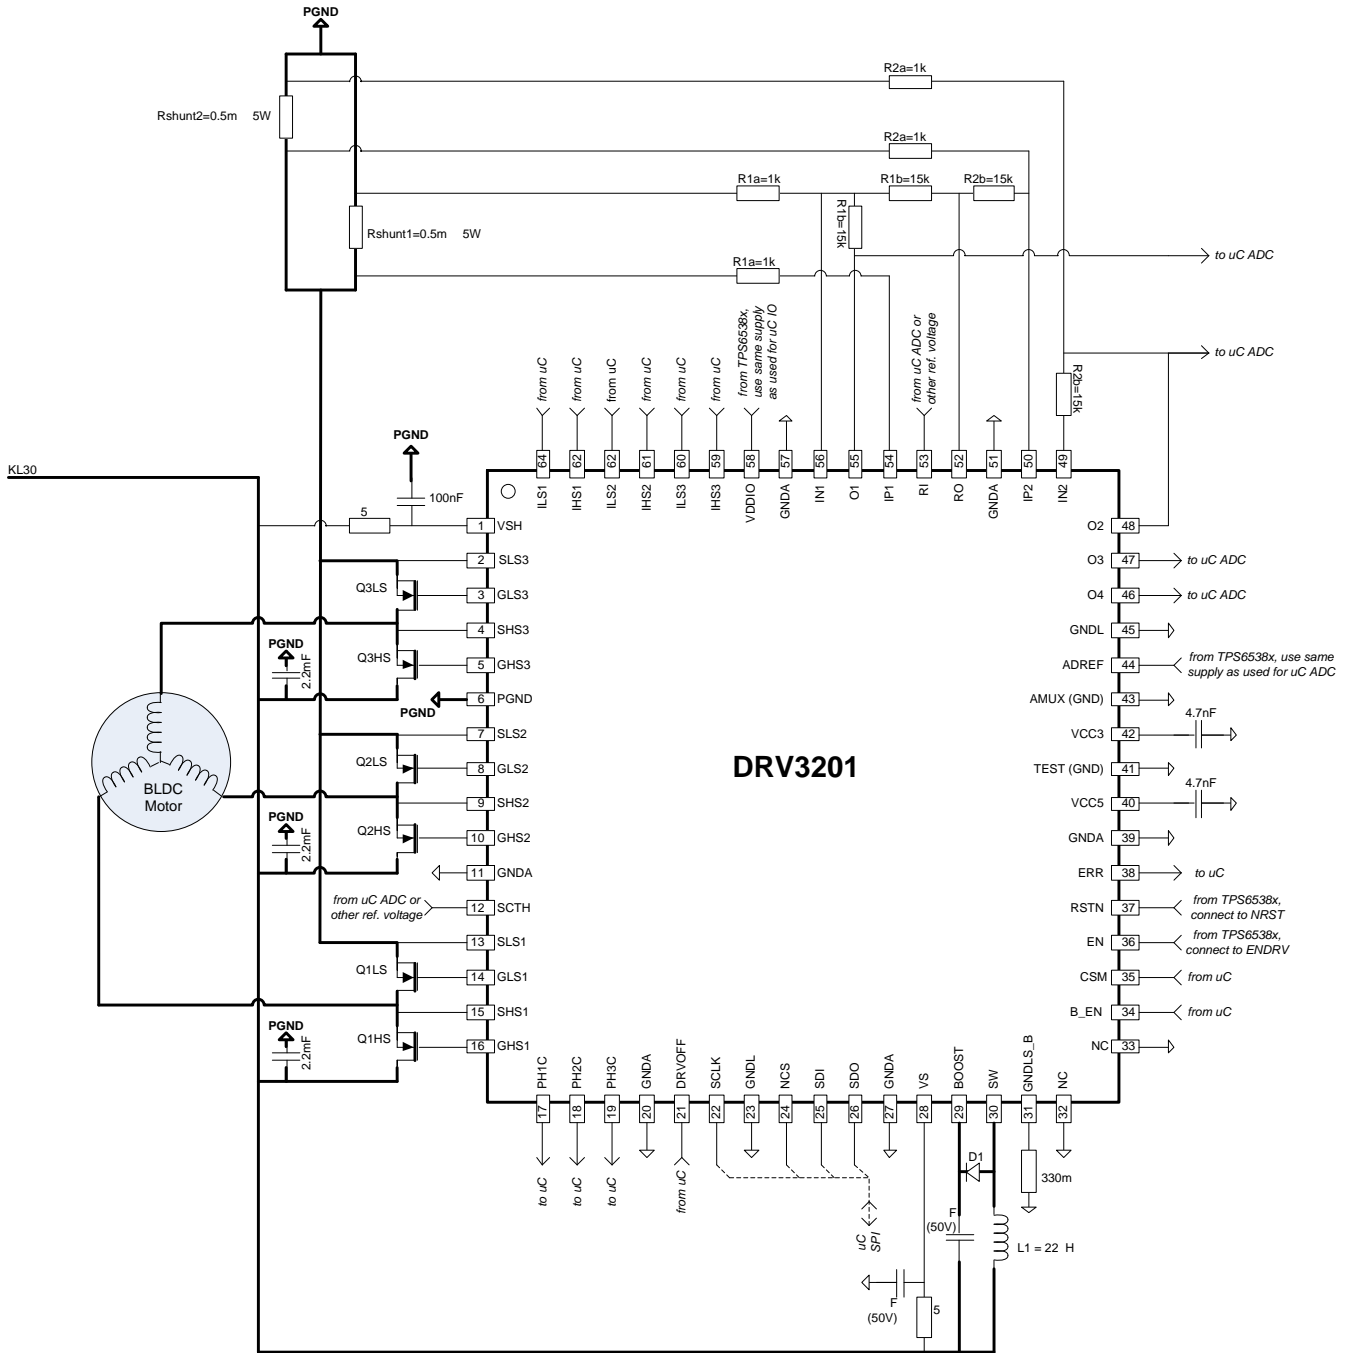 PGND
R2a=1k
Rshunt2=0.5m 5W
R2a=1k
R1a=1k
R1b=15k
R2b=15k
R1b=15k
Rshunt1=0.5m 5W
R1a=1k
to uC ADC
to uC ADC
R2b=15k
from uC
from uC
from uC
from uC
from uC
from uC
from TPS6538x,
use same supply
as used for uC IO
from uC ADC or
other ref. voltage
64
62
62
61
60
59
58
57
56
55
54
53
52
51
50
49
ILS1
IHS1
ILS2
IHS2
ILS3
IHS3
VDDIO
GNDA
IN1
O1
IP1
RI
RO
GNDA
IP2
IN2
KL30
PGND
100nF
5
1 VSH
2 SLS3
Q3LS
3 GLS3
4 SHS3
PGND
2.2mF
Q3HS
5 GHS3
PGND
6 PGND
7 SLS2
Q2LS
8 GLS2
9 SHS2
PGND
2.2mF
Q2HS
10 GHS2
11 GNDA
from uC ADC or
other ref. voltage
12 SCTH
13 SLS1
Q1LS
14 GLS1
15 SHS1
PGND
2.2mF
Q1HS
16 GHS1
BLDC
Motor
DRV3201
O2 48
O3 47 to uC ADC
O4 46 to uC ADC
GNDL 45
ADREF 44 from TPS6538x, use same
supply as used for uC ADC
AMUX (GND) 43
4.7nF
VCC3 42
TEST (GND) 41
4.7nF
VCC5 40
GNDA 39
ERR 38 to uC
RSTN 37 from TPS6538x,
connect to NRST
EN 36 from TPS6538x,
connect to ENDRV
CSM 35 from uC
B_EN 34 from uC
NC 33
PH1C
PH2C
PH3C
GNDA
DRVOFF
SCLK
GNDL
NCS
SDI
SDO
GNDA
VS
BOOST
SW
GNDLS_B
NC
17
18
19
20
21
22
23
24
25
26
27
28
29
30
31
32
to uC
to uC
to uC
from uC
uC
SPI
D1
330m
F
(50V)
L1 = 22 H
F
(50V)
5